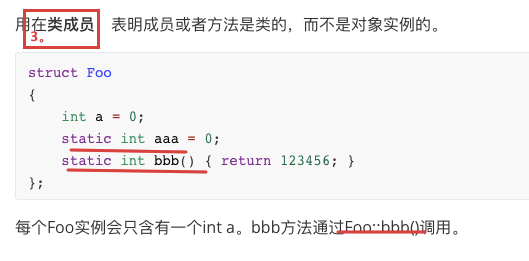 用在类成员，表明成员或者方法是类的，而不是对象实例的。
3。
struct Foo
{
    int a = 0;
    static int aaa = 0;
    static int bbb() { return 123456; }
};
每个Foo实例会只含有一个int a。bbb方法通过Foo::bbb()调用。